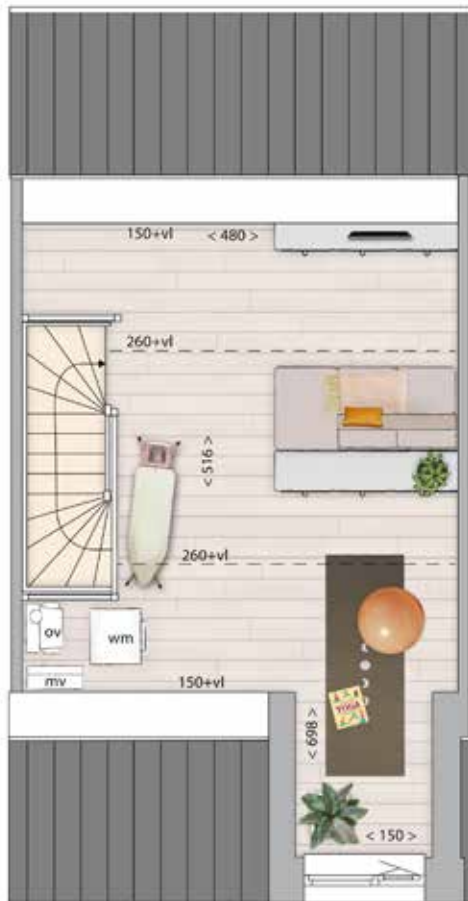 150+vl
< 480 >
260+vl
< 516 >
260+vl
ov
wm
mv
150+vl
< 698 >
YOGA
< 150 >